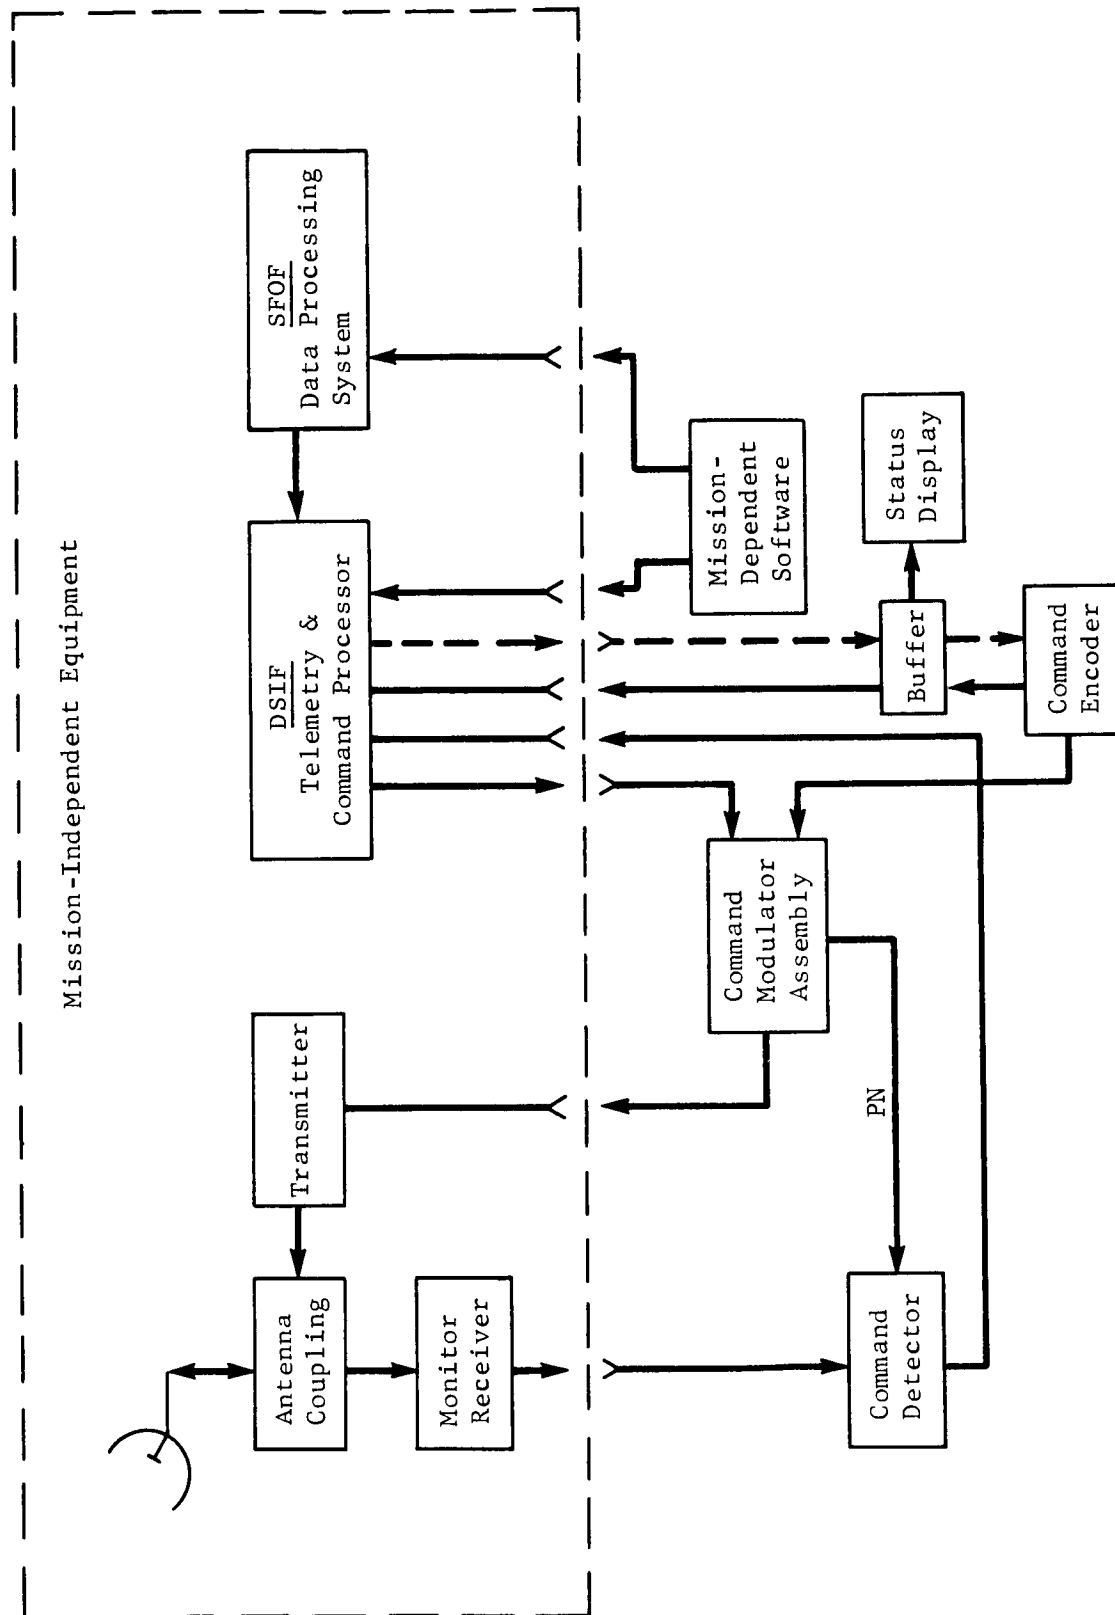 Mission-Independent Equipment
Antenna
Coupling
Transmitter
DSIF
Telemetry &
Command Processor
SFOF
Data Processing
System
Monitor
Receiver
Command
Modulator
Assembly
Mission-
Dependent
Software
PN
Command
Detector
Buffer
Status
Display
Command
Encoder